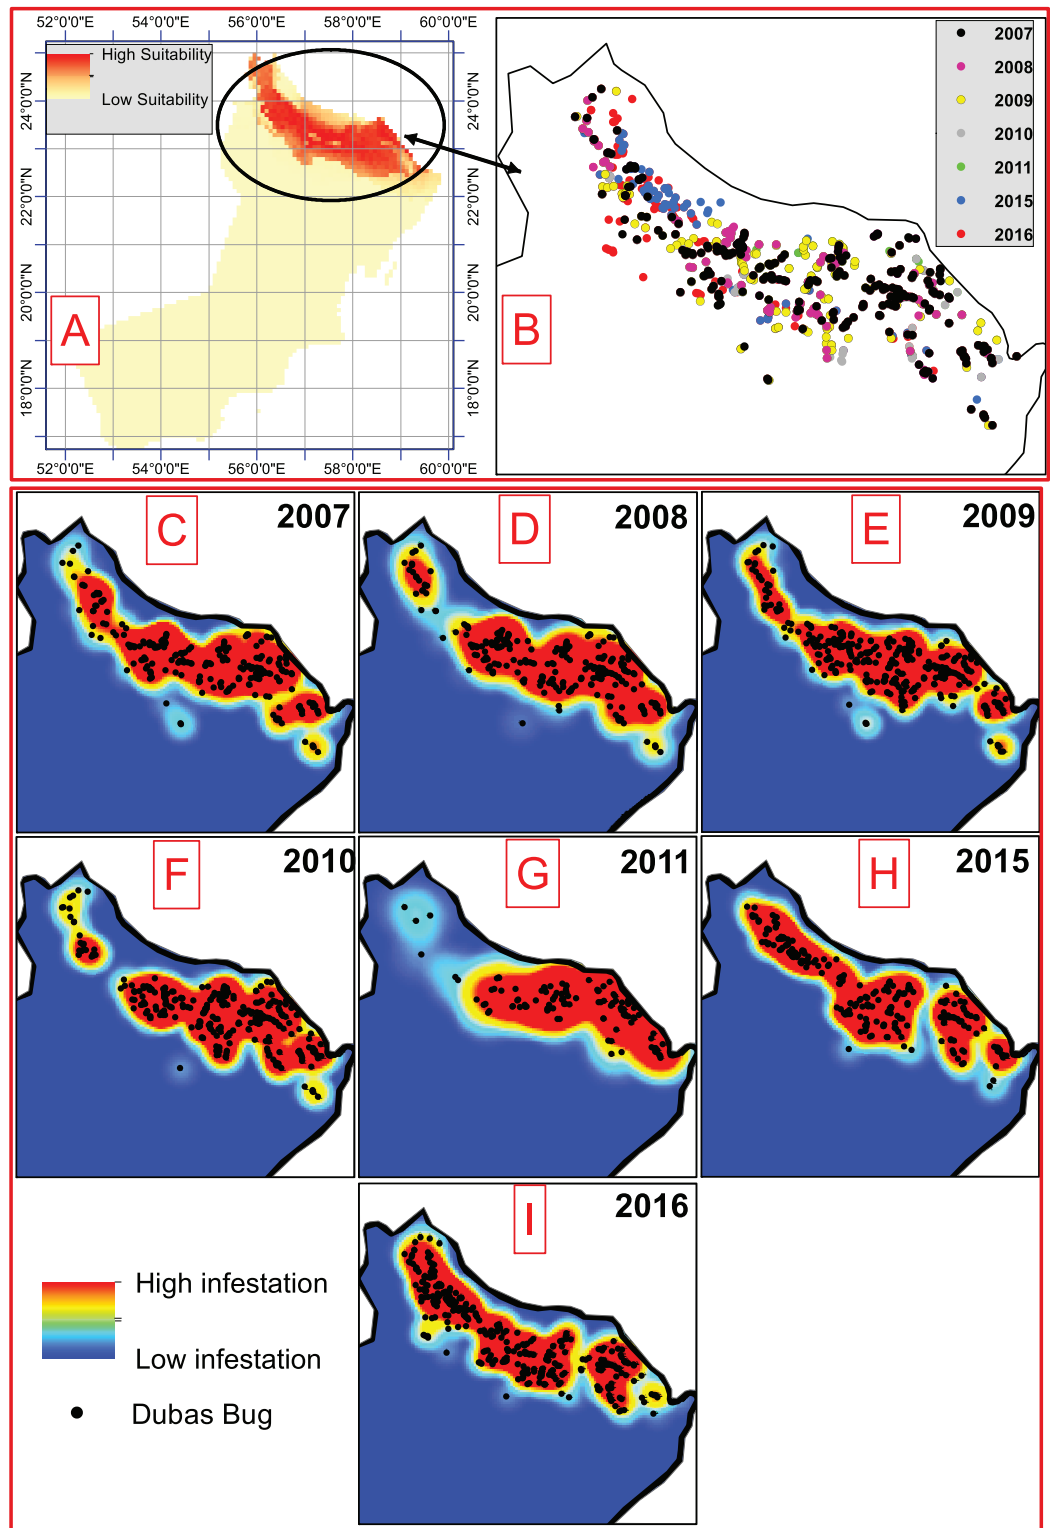 52°0'0"E 54°0'0"E 56°0'0"E 58°0'0"E 60°0'0"E
High Suitability
Low Suitability
24°0'0"N
22°0'0"N
20°0'0"N
18°0'0"N
A
24°0'0"N
22°0'0"N
20°0'0"N
18°0'0"N
52°0'0"E 54°0'0"E 56°0'0"E 58°0'0"E 60°0'0"E
2007
2008
2009
2010
2011
2015
2016
B
C 2007
D 2008
E 2009
F 2010
G 2011
H 2015
I 2016
High infestation
Low infestation
Dubas Bug